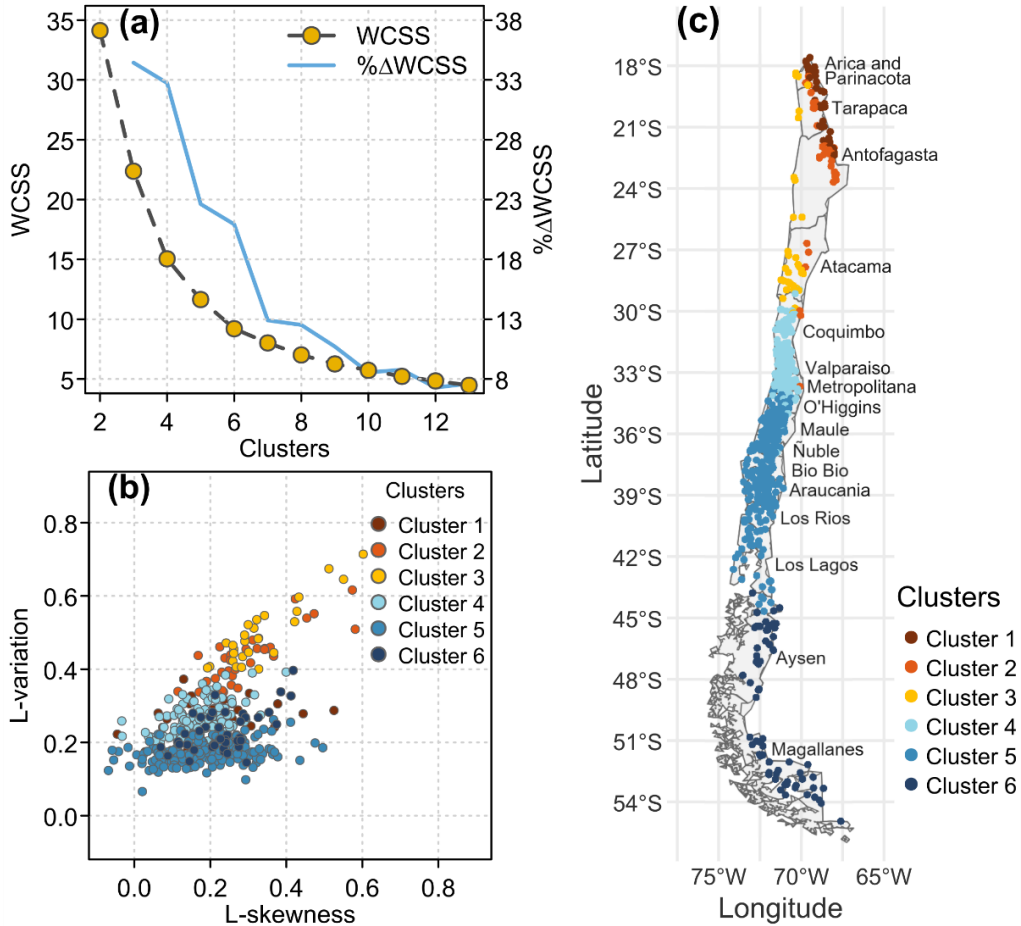 (a)
WCSS
%ΔWCSS
35
30
25
20
15
10
5
38
33
28
23
18
13
8
WCSS
%ΔWCSS
2 4 6 8 10 12
Clusters
(b)
Clusters
Cluster 1
Cluster 2
Cluster 3
Cluster 4
Cluster 5
Cluster 6
0.8
0.6
0.4
0.2
0.0
L-variation
0.0 0.2 0.4 0.6 0.8
L-skewness
(c)
18°S
21°S
24°S
27°S
30°S
33°S
36°S
39°S
42°S
45°S
48°S
51°S
54°S
Latitude
Arica and
Parinacota
Tarapaca
Antofagasta
Atacama
Coquimbo
Valparaiso
Metropolitana
O'Higgins
Maule
Ñuble
Bio Bio
Araucania
Los Rios
Los Lagos
Aysen
Magallanes
75°W 70°W 65°W
Longitude
Clusters
Cluster 1
Cluster 2
Cluster 3
Cluster 4
Cluster 5
Cluster 6